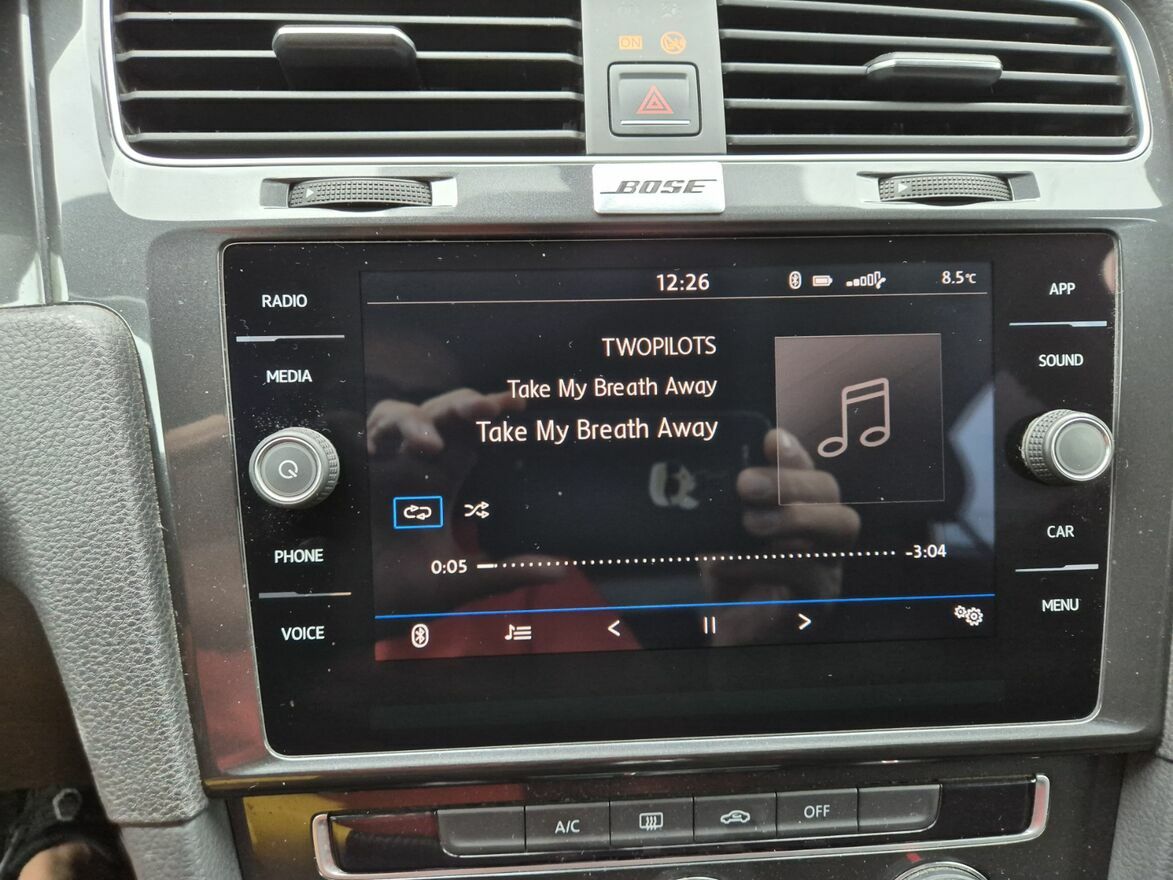 ON
BOSE
12:26
8.5°C
RADIO
MEDIA
PHONE
VOICE
TWOPILOTS
Take My Breath Away
Take My Breath Away
0:05
-3:04
APP
SOUND
CAR
MENU
A/C
OFF